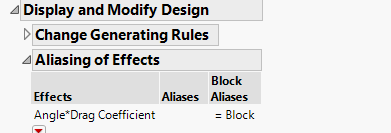 Display and Modify Design
Change Generating Rules
Aliasing of Effects
Effects Aliases Block Aliases
Angle*Drag Coefficient = Block